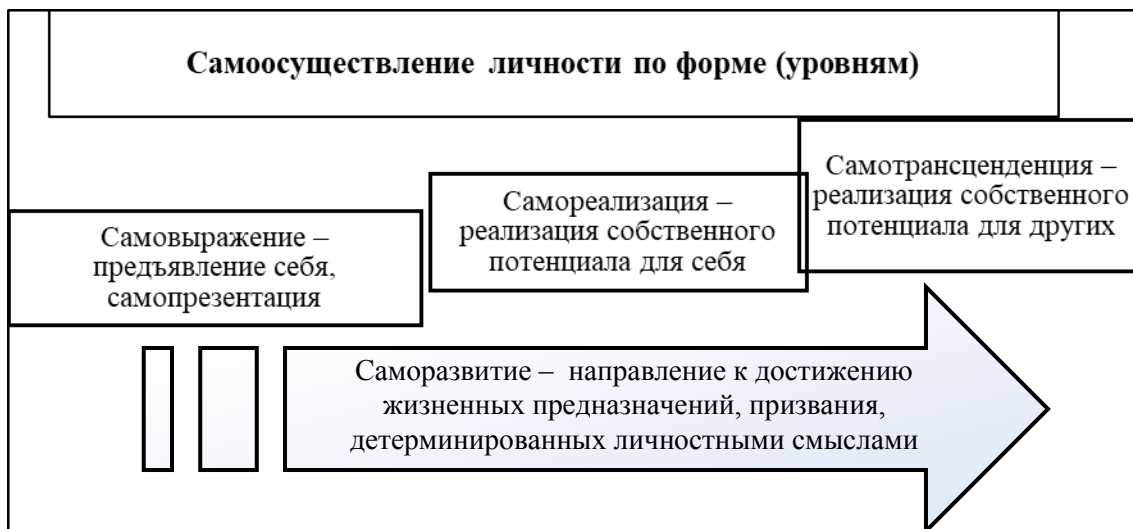 Самоосуществление личности по форме (уровням)
Самовыражение –
предъявление себя,
самопрезентация
Самореализация –
реализация собственного
потенциала для себя
Самотрансценденция –
реализация собственного
потенциала для других
Саморазвитие – направление к достижению
жизненных предназначений, призвания,
детерминированных личностными смыслами